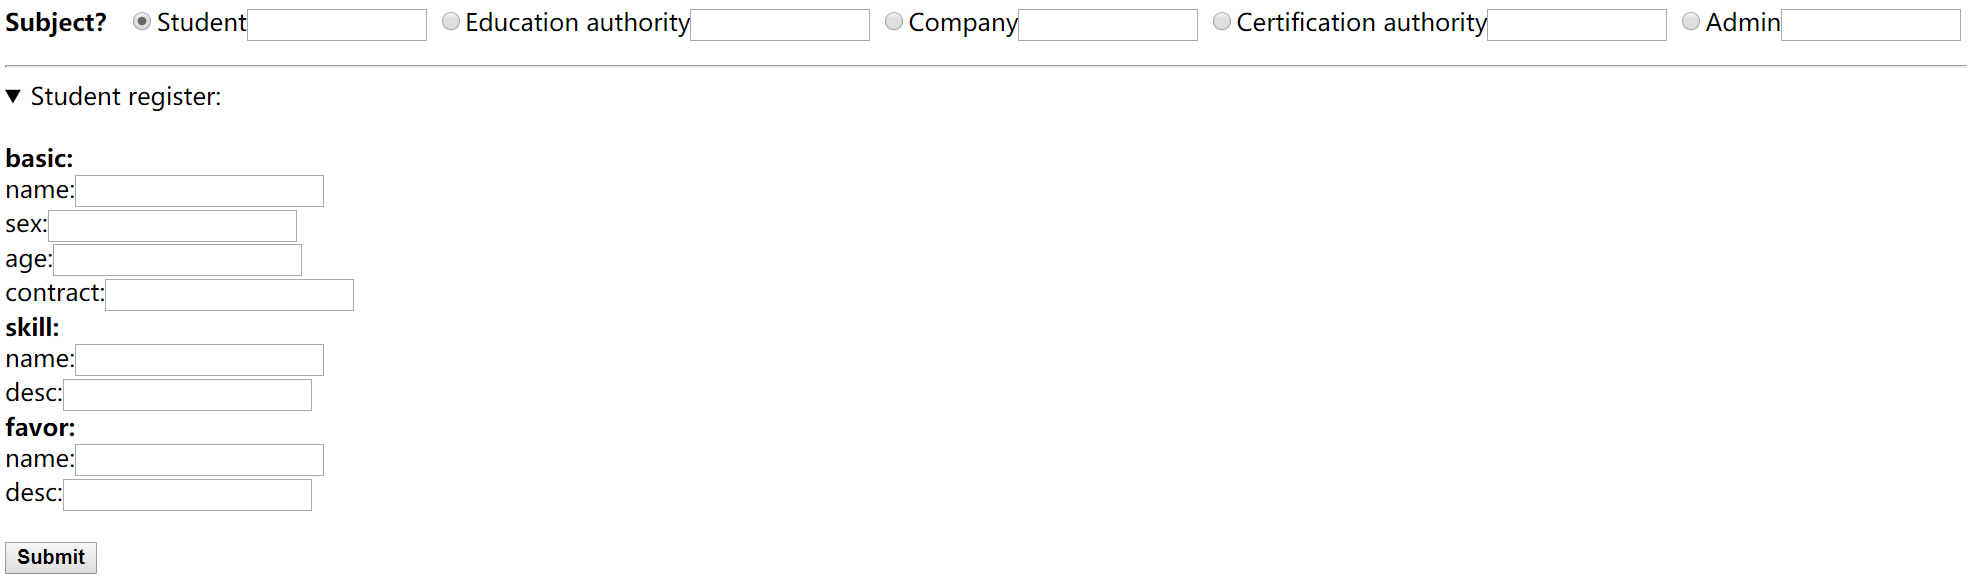 Subject? Student Education authority Company Certification authority Admin
Student register:
basic:
name:
sex:
age:
contract:
skill:
name:
desc:
favor:
name:
desc:
Submit